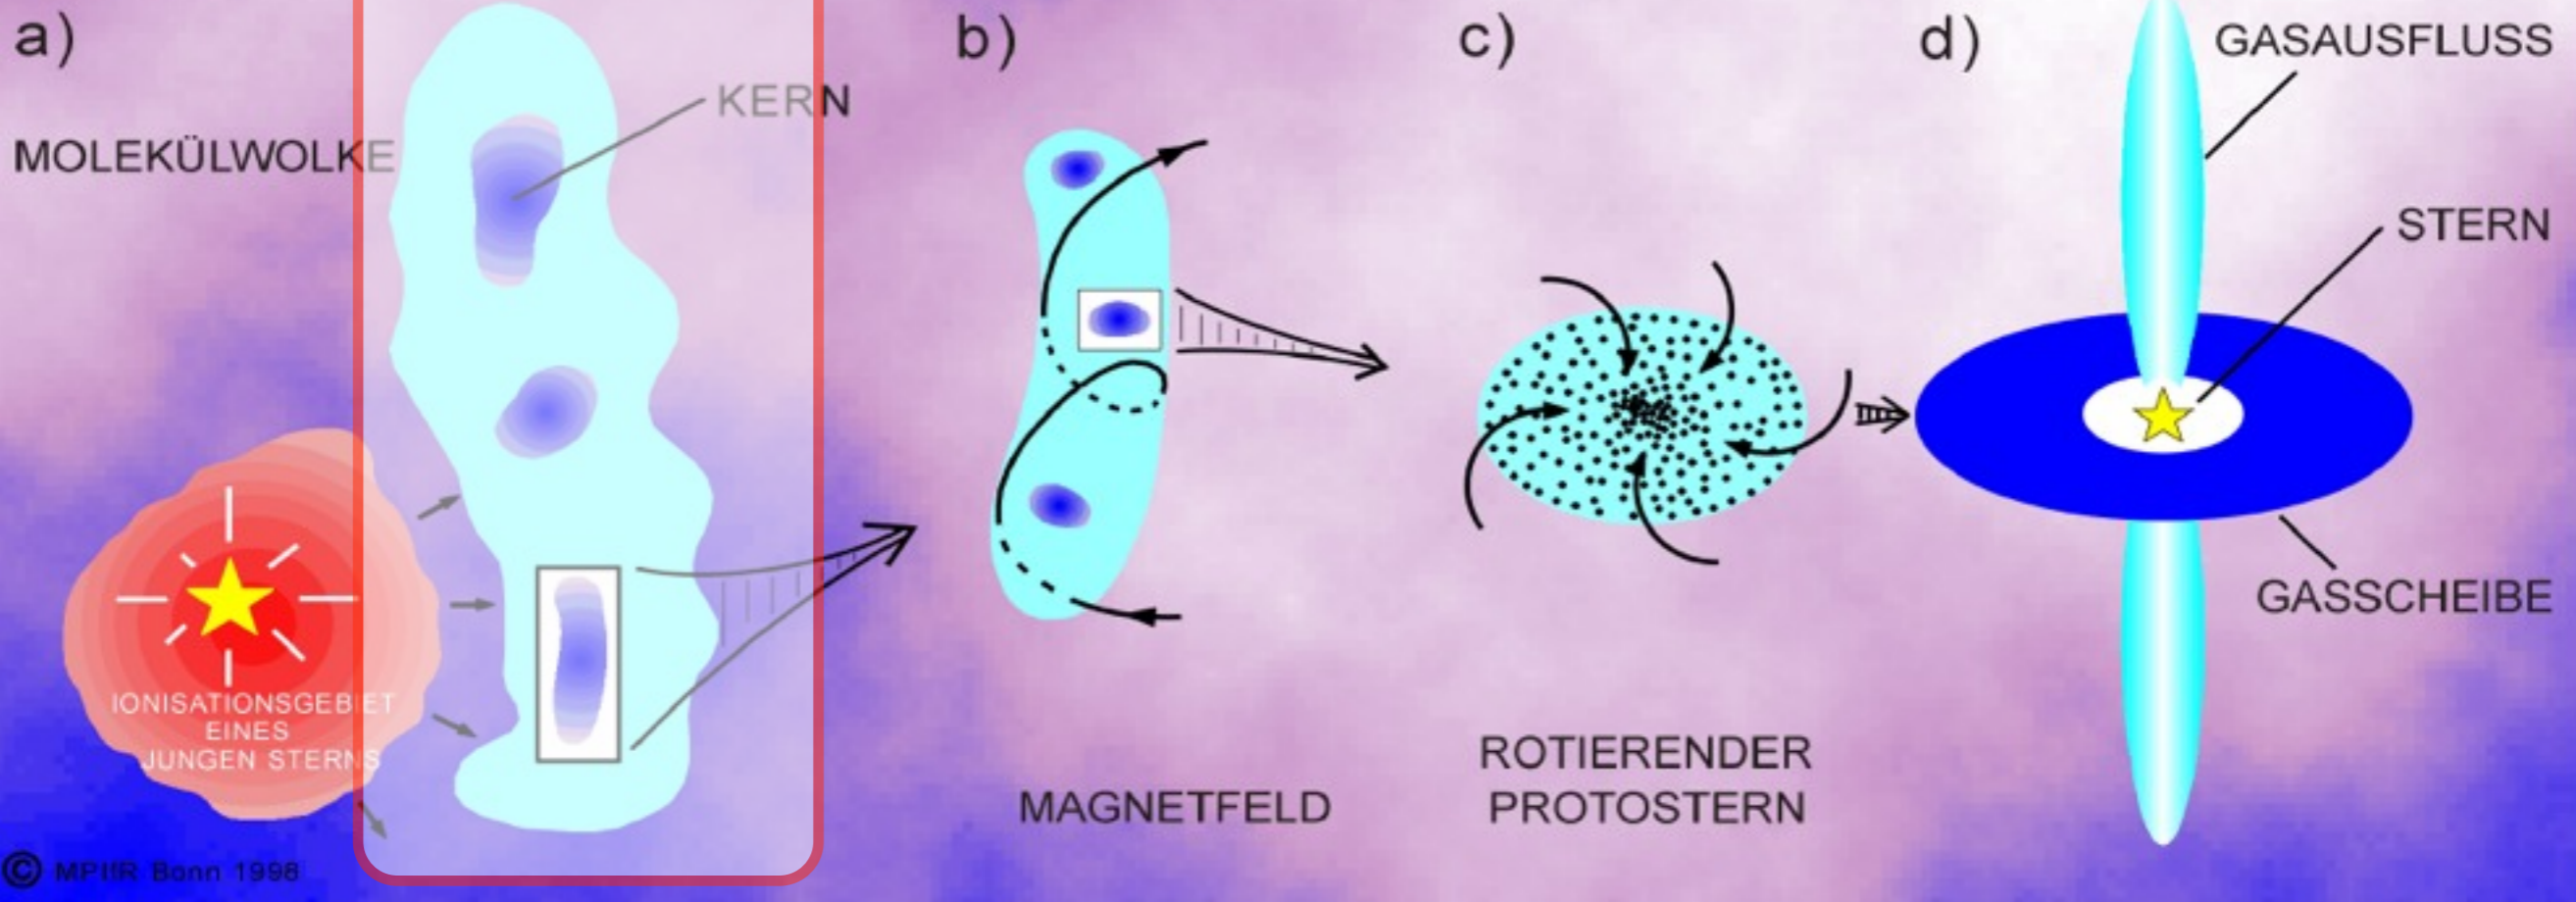 a)
MOLEKÜLWOLKE
KERN
IONISATIONSGEBIET
EINES
JUNGEN STERNS
© MPIfR Bonn 1998
b)
MAGNETFELD
c)
ROTIERENDER
PROTOSTERN
d)
GASAUSFLUSS
STERN
GASSCHEIBE